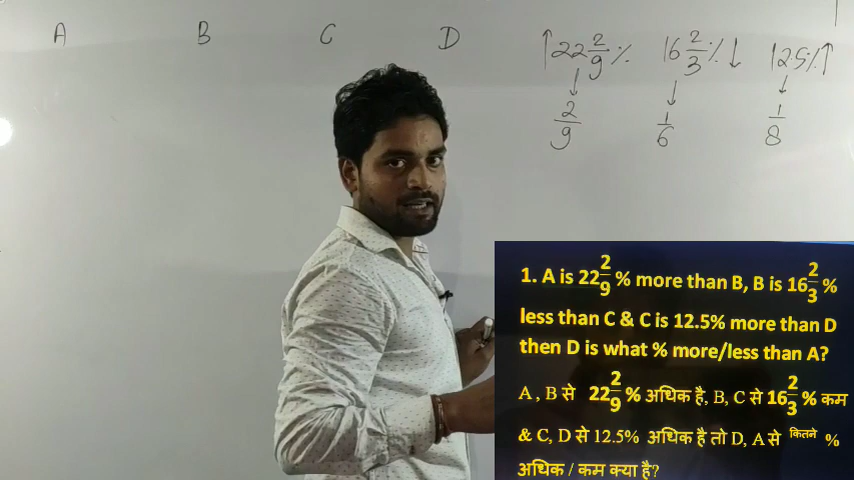 A B C D ↑22 2/9% 16 2/3%↓ 12.5%↑
↓ ↓ ↓
2/9 1/6 1/8
1. A is 22 2/9 % more than B, B is 16 2/3 %
less than C & C is 12.5% more than D
then D is what % more/less than A?
A , B से 22 2/9 % अधिक है, B, C से 16 2/3 % कम
& C, D से 12.5% अधिक है तो D, A से कितने %
अधिक / कम क्या है?